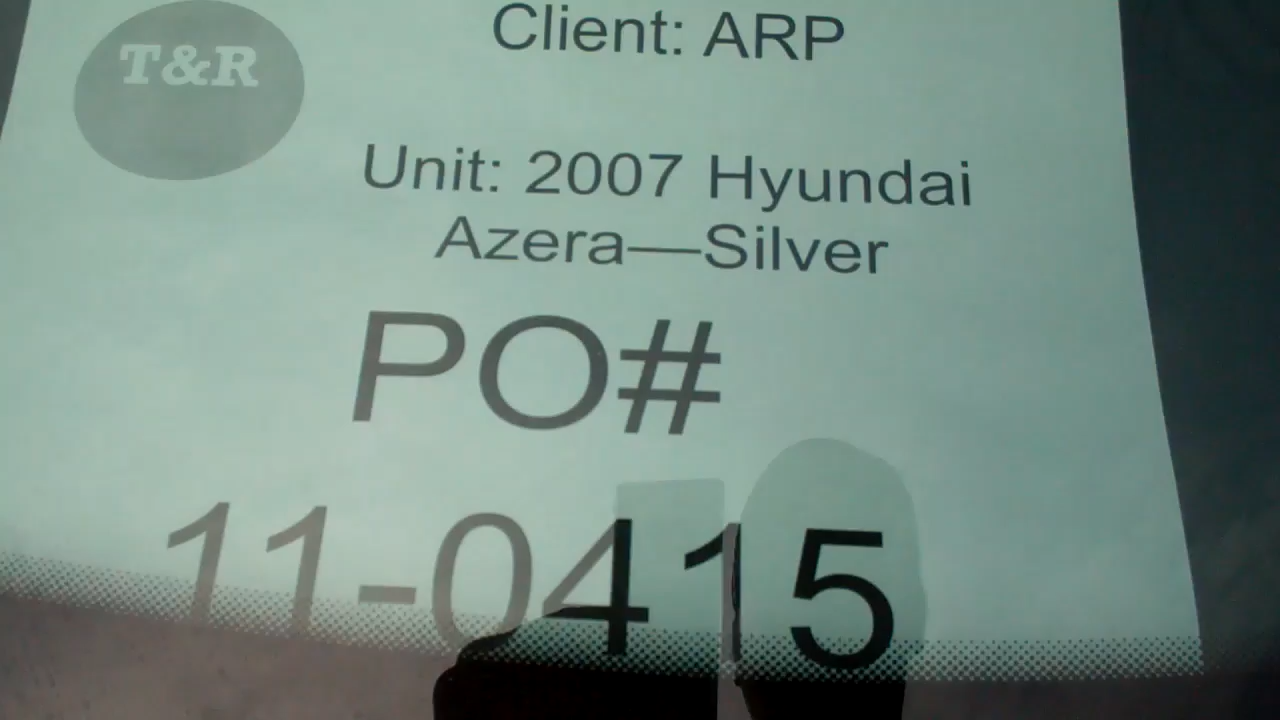 T&R
Client: ARP
Unit: 2007 Hyundai
Azera—Silver
PO#
11-0415